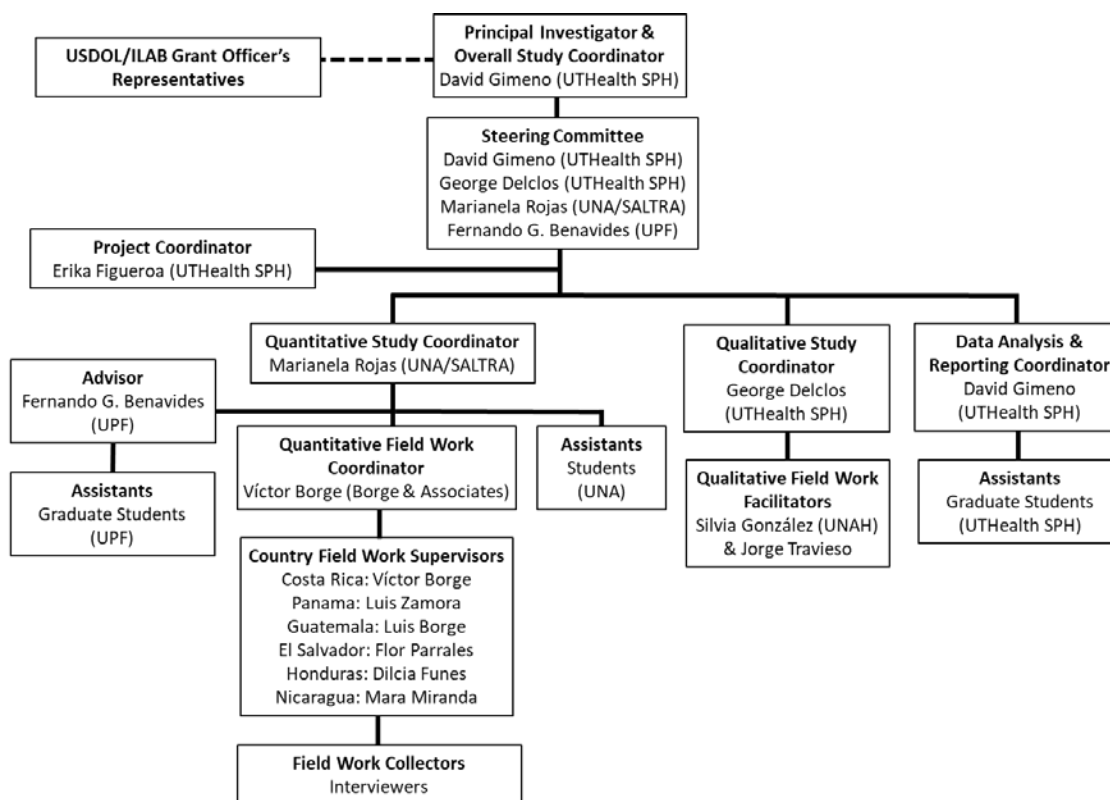 Principal Investigator &
Overall Study Coordinator
David Gimeno (UTHealth SPH)
USDOL/ILAB Grant Officer’s
Representatives
Steering Committee
David Gimeno (UTHealth SPH)
George Delclos (UTHealth SPH)
Marianela Rojas (UNA/SALTRA)
Fernando G. Benavides (UPF)
Project Coordinator
Erika Figueroa (UTHealth SPH)
Quantitative Study Coordinator
Marianela Rojas (UNA/SALTRA)
Qualitative Study
Coordinator
George Delclos
(UTHealth SPH)
Data Analysis &
Reporting Coordinator
David Gimeno
(UTHealth SPH)
Advisor
Fernando G. Benavides
(UPF)
Quantitative Field Work
Coordinator
Víctor Borge (Borge & Associates)
Assistants
Students
(UNA)
Assistants
Graduate Students
(UPF)
Qualitative Field Work
Facilitators
Silvia González (UNAH)
& Jorge Travieso
Assistants
Graduate Students
(UTHealth SPH)
Country Field Work Supervisors
Costa Rica: Víctor Borge
Panama: Luis Zamora
Guatemala: Luis Borge
El Salvador: Flor Parrales
Honduras: Dilcia Funes
Nicaragua: Mara Miranda
Field Work Collectors
Interviewers